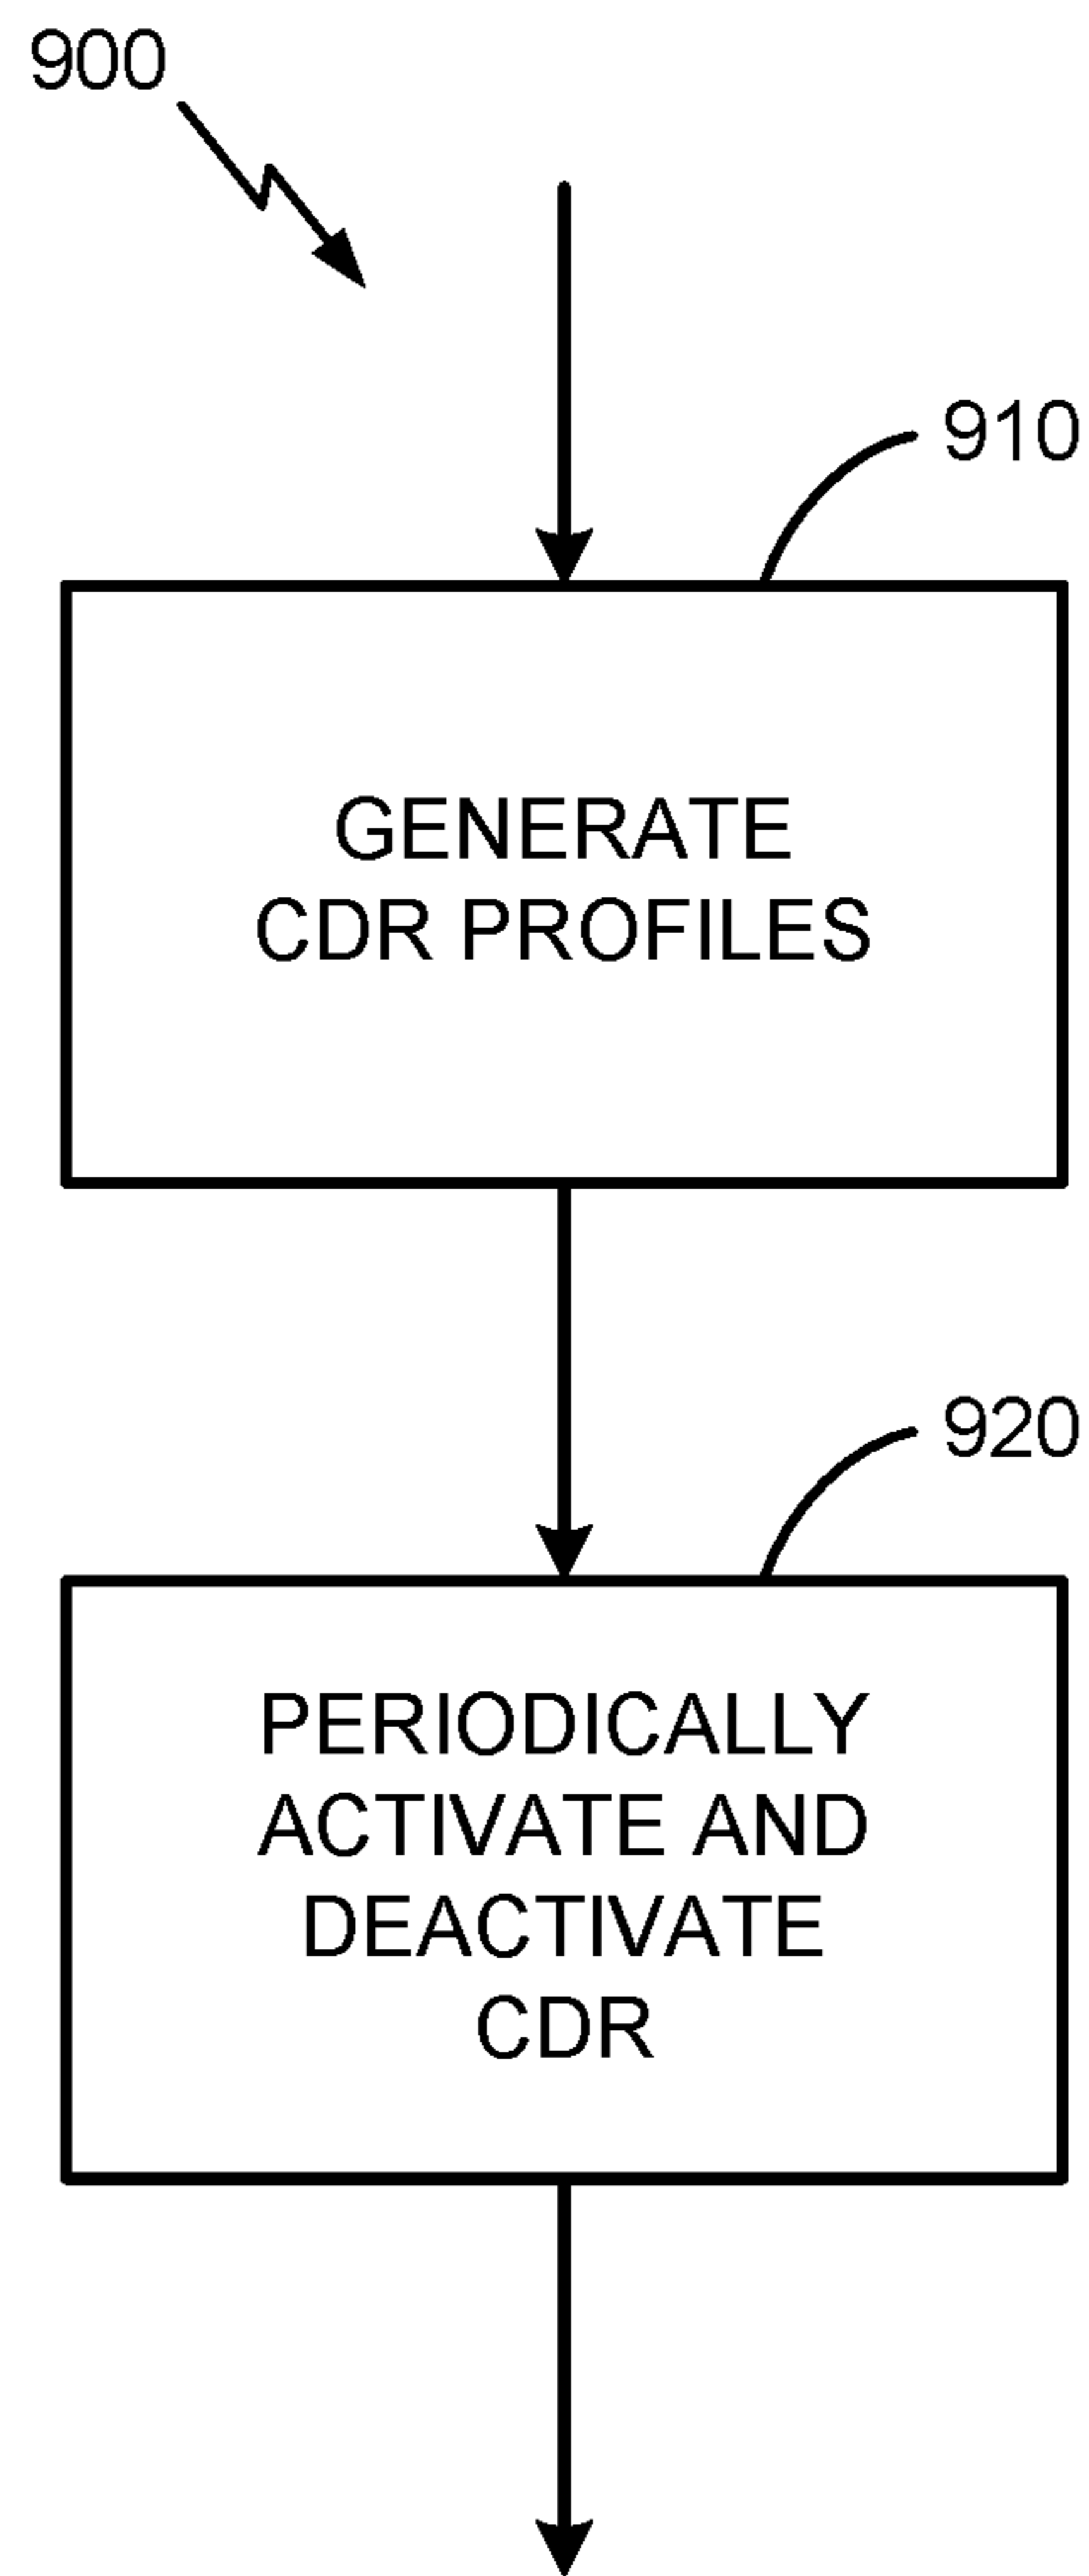 900
910
GENERATE
CDR PROFILES
920
PERIODICALLY
ACTIVATE AND
DEACTIVATE
CDR